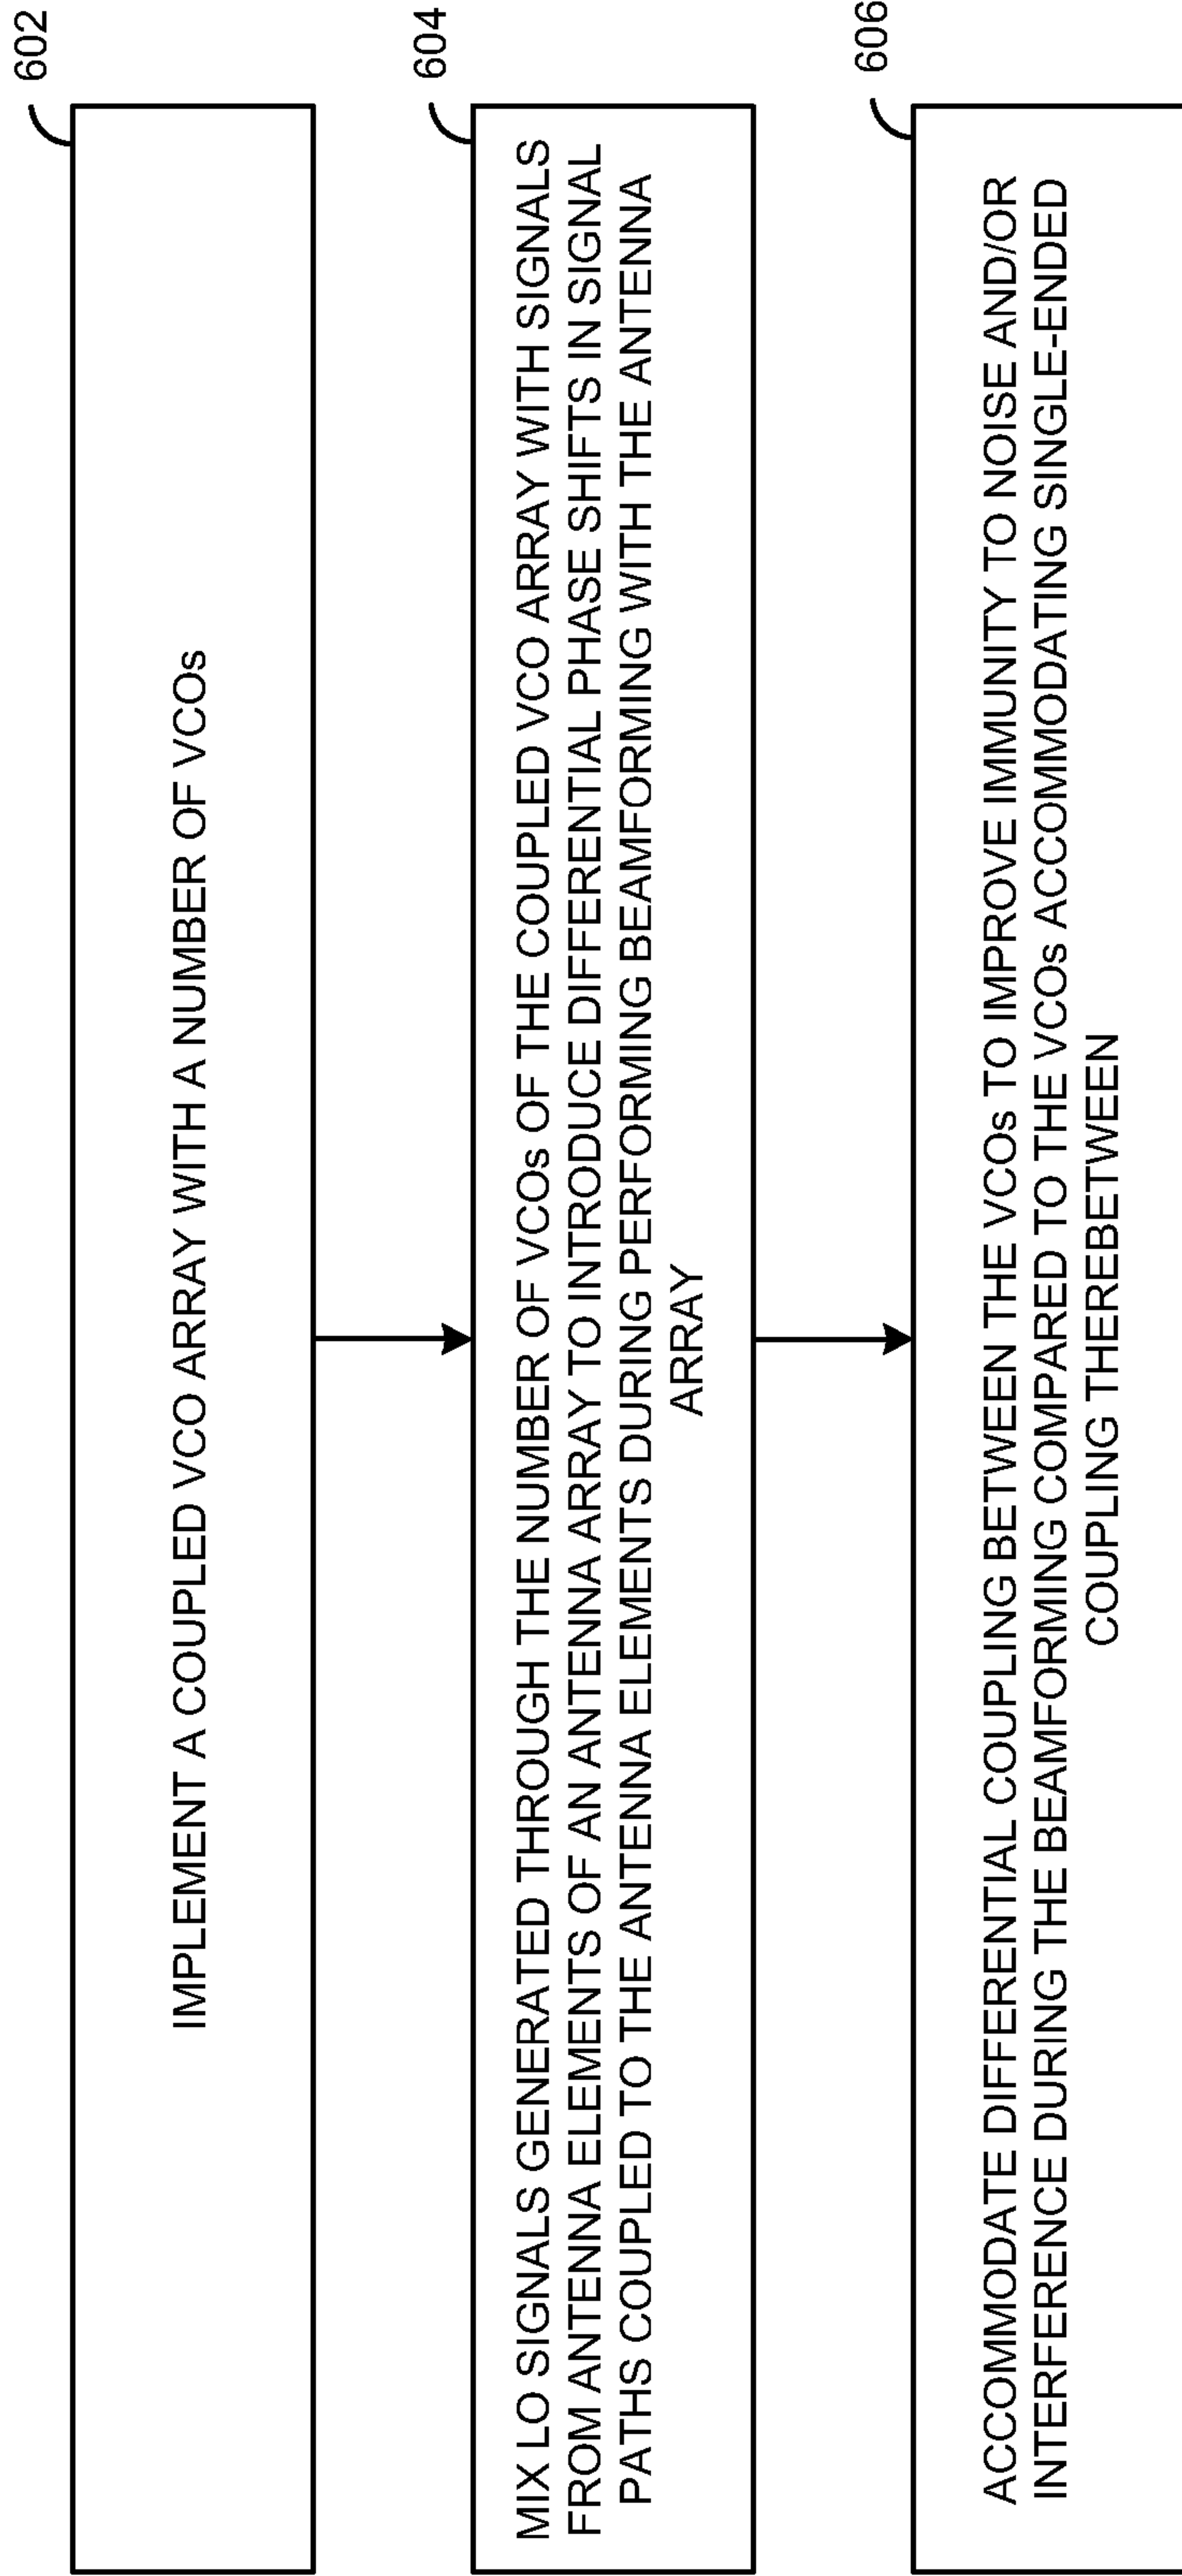 602
IMPLEMENT A COUPLED VCO ARRAY WITH A NUMBER OF VCOs
604
MIX LO SIGNALS GENERATED THROUGH THE NUMBER OF VCOs OF THE COUPLED VCO ARRAY WITH SIGNALS
FROM ANTENNA ELEMENTS OF AN ANTENNA ARRAY TO INTRODUCE DIFFERENTIAL PHASE SHIFTS IN SIGNAL
PATHS COUPLED TO THE ANTENNA ELEMENTS DURING PERFORMING BEAMFORMING WITH THE ANTENNA
ARRAY
606
ACCOMMODATE DIFFERENTIAL COUPLING BETWEEN THE VCOs TO IMPROVE IMMUNITY TO NOISE AND/OR
INTERFERENCE DURING THE BEAMFORMING COMPARED TO THE VCOs ACCOMMODATING SINGLE-ENDED
COUPLING THEREBETWEEN